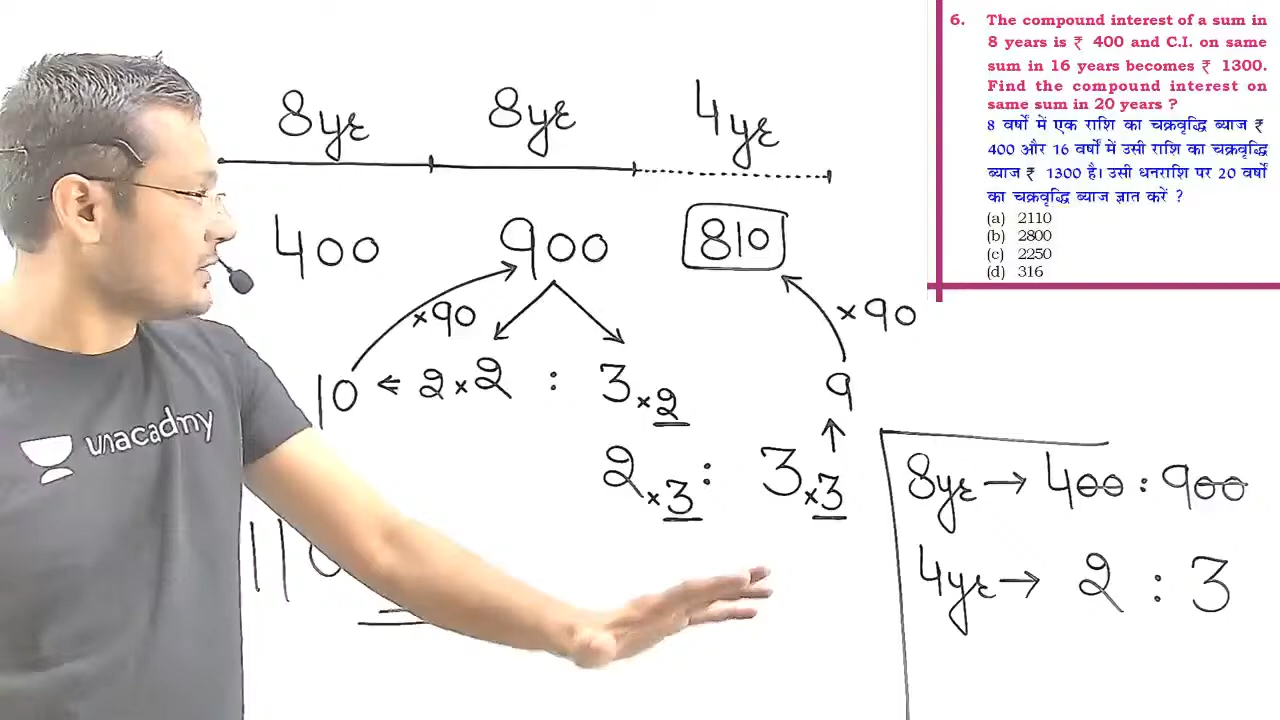 6. The compound interest of a sum in
8 years is ₹ 400 and C.I. on same
sum in 16 years becomes ₹ 1300.
Find the compound interest on
same sum in 20 years ?
8 वर्षों में एक राशि का चक्रवृद्धि ब्याज ₹
400 और 16 वर्षों में उसी राशि का चक्रवृद्धि
ब्याज ₹ 1300 है। उसी धनराशि पर 20 वर्षों
का चक्रवृद्धि ब्याज ज्ञात करें ?
(a) 2110
(b) 2800
(c) 2250
(d) 316
8yr 8yr 4yr
400 900 810
×90 ×90
10 ← 2×2 : 3×2 9
2×3 : 3×3
8yr → 400 : 900
4yr → 2 : 3
unacademy